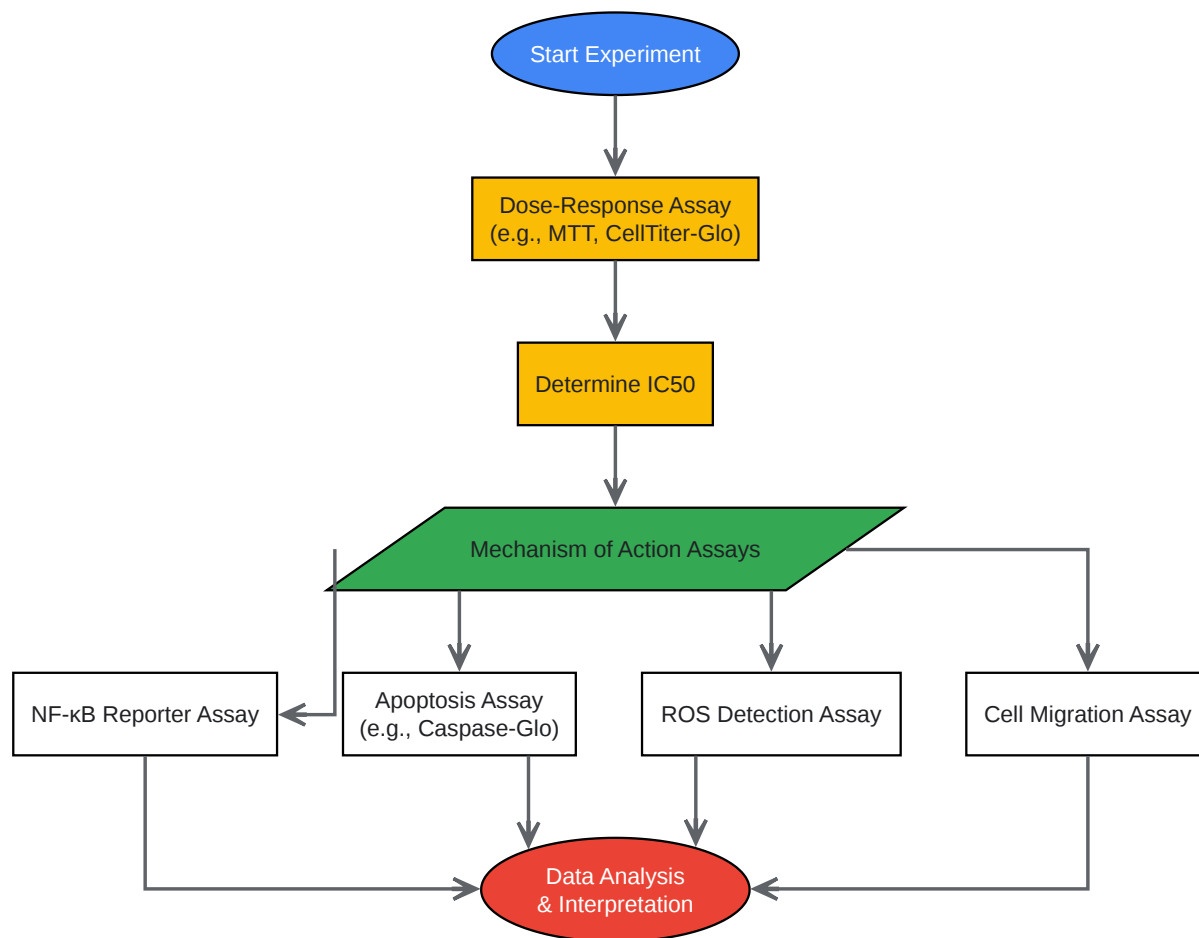 Start Experiment
Dose-Response Assay
(e.g., MTT, CellTiter-Glo)
Determine IC50
Mechanism of Action Assays
NF-κB Reporter Assay
Apoptosis Assay
(e.g., Caspase-Glo)
ROS Detection Assay
Cell Migration Assay
Data Analysis
& Interpretation